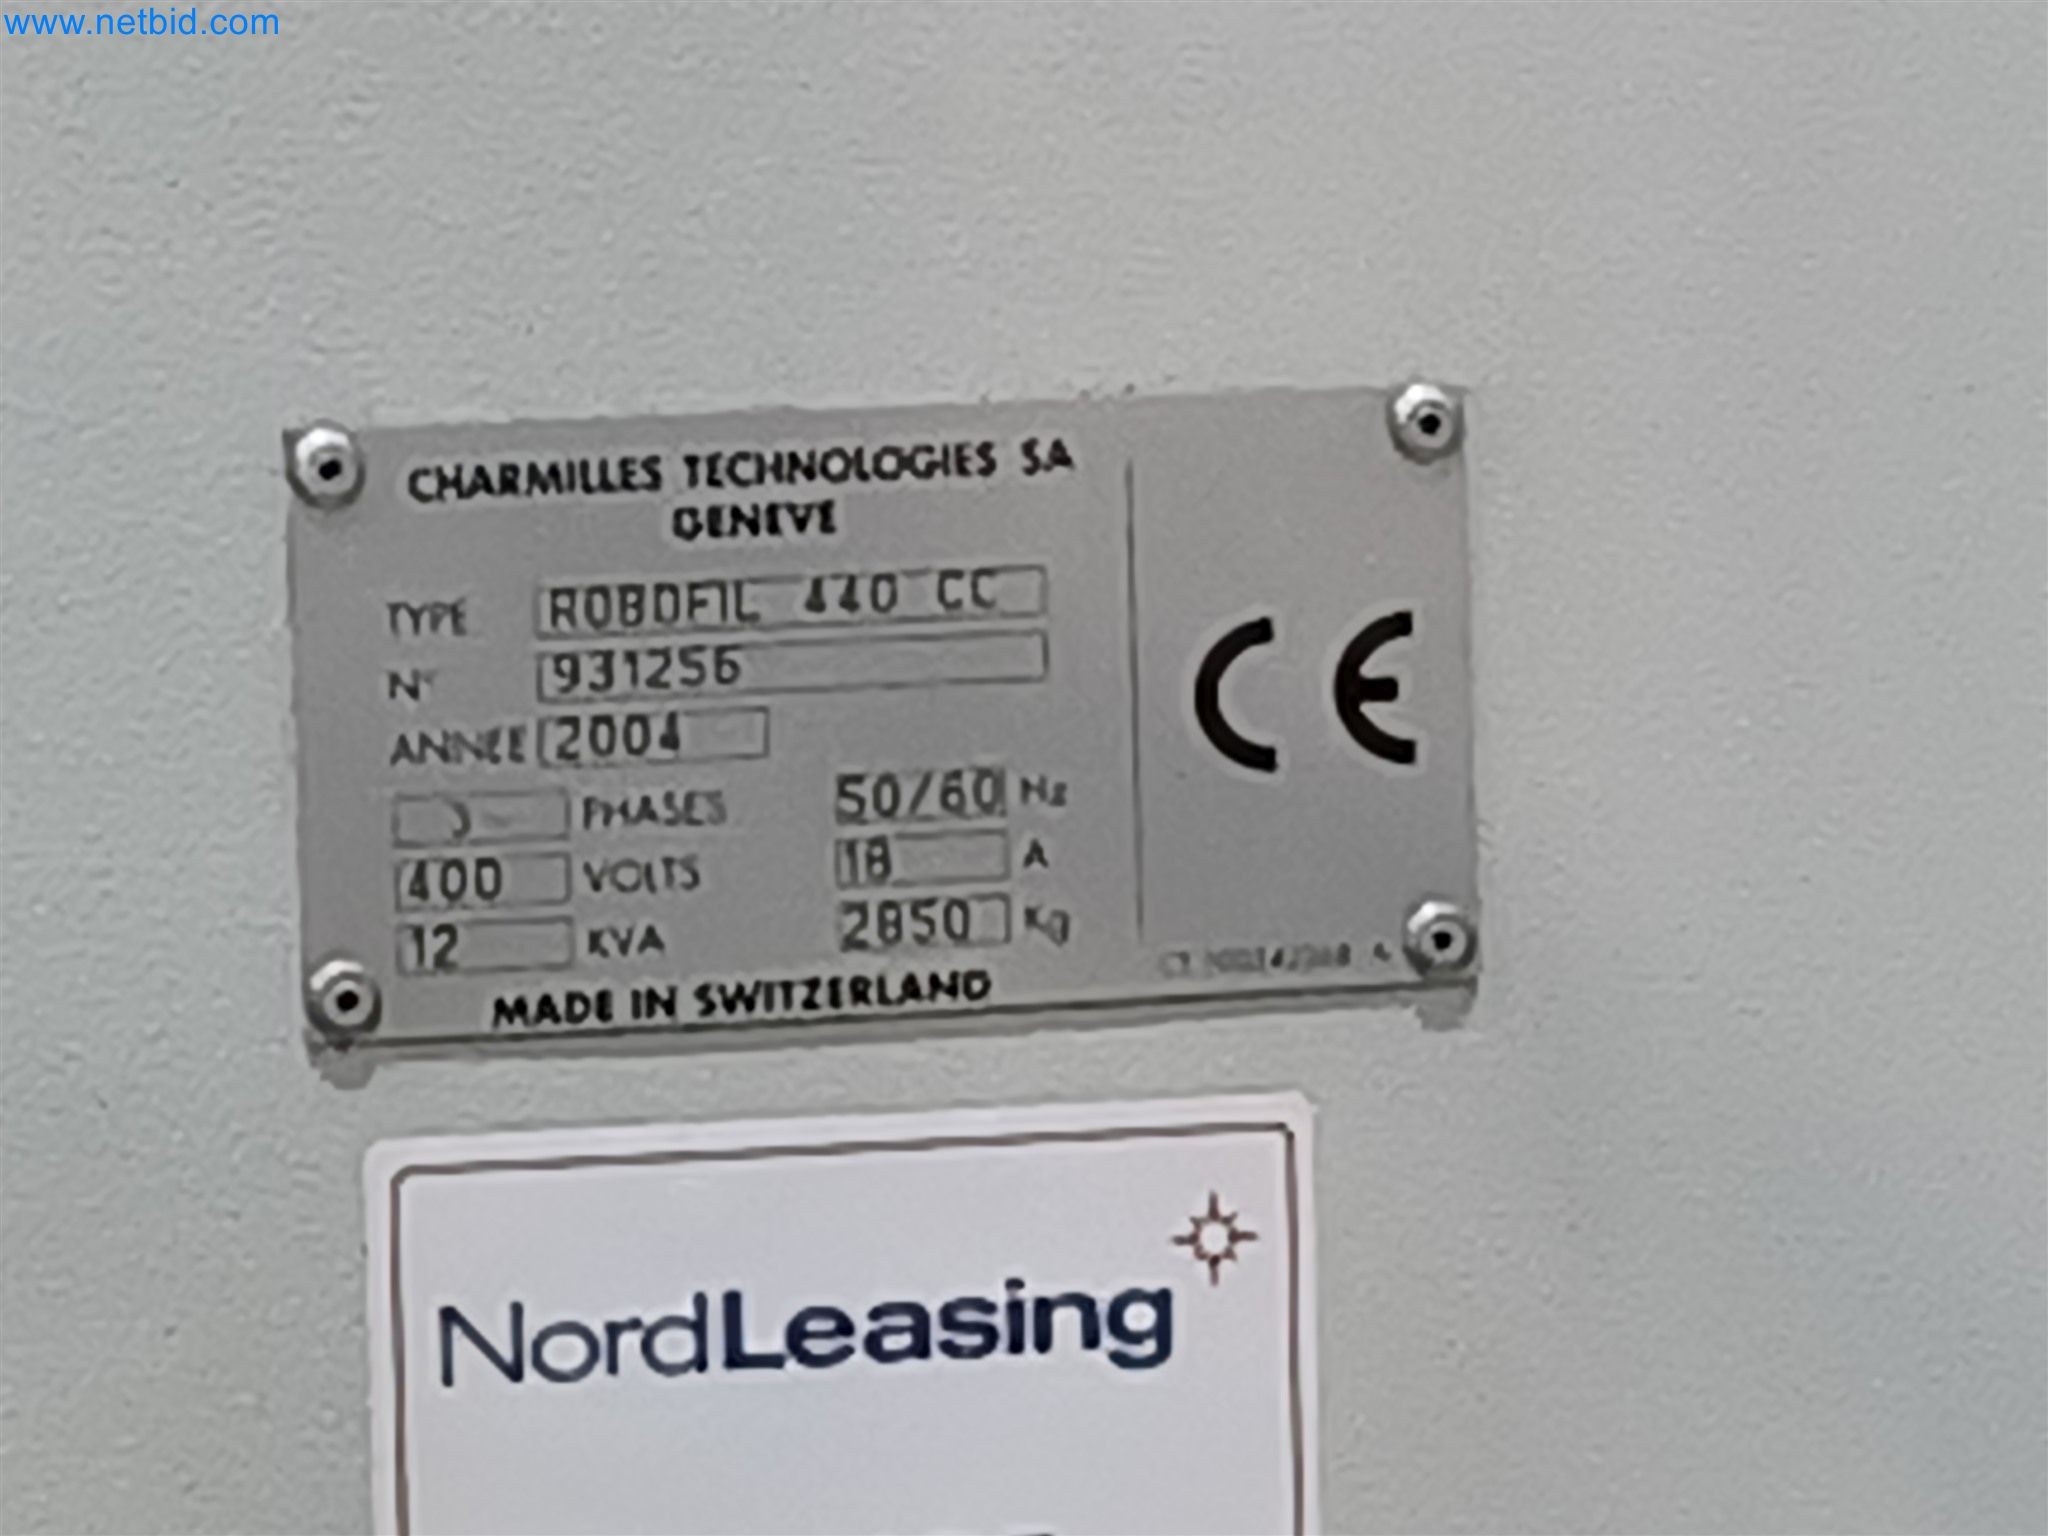 www.netbid.com
CHARMILLES TECHNOLOGIES S.A
GENEVE
TYPE ROBOFIL 440 CC
N° 931256
ANNEE 2004
PHASES 50/60 Hz
400 VOLTS 18 A
12 KVA 2850 Kg
MADE IN SWITZERLAND
CE
NordLeasing